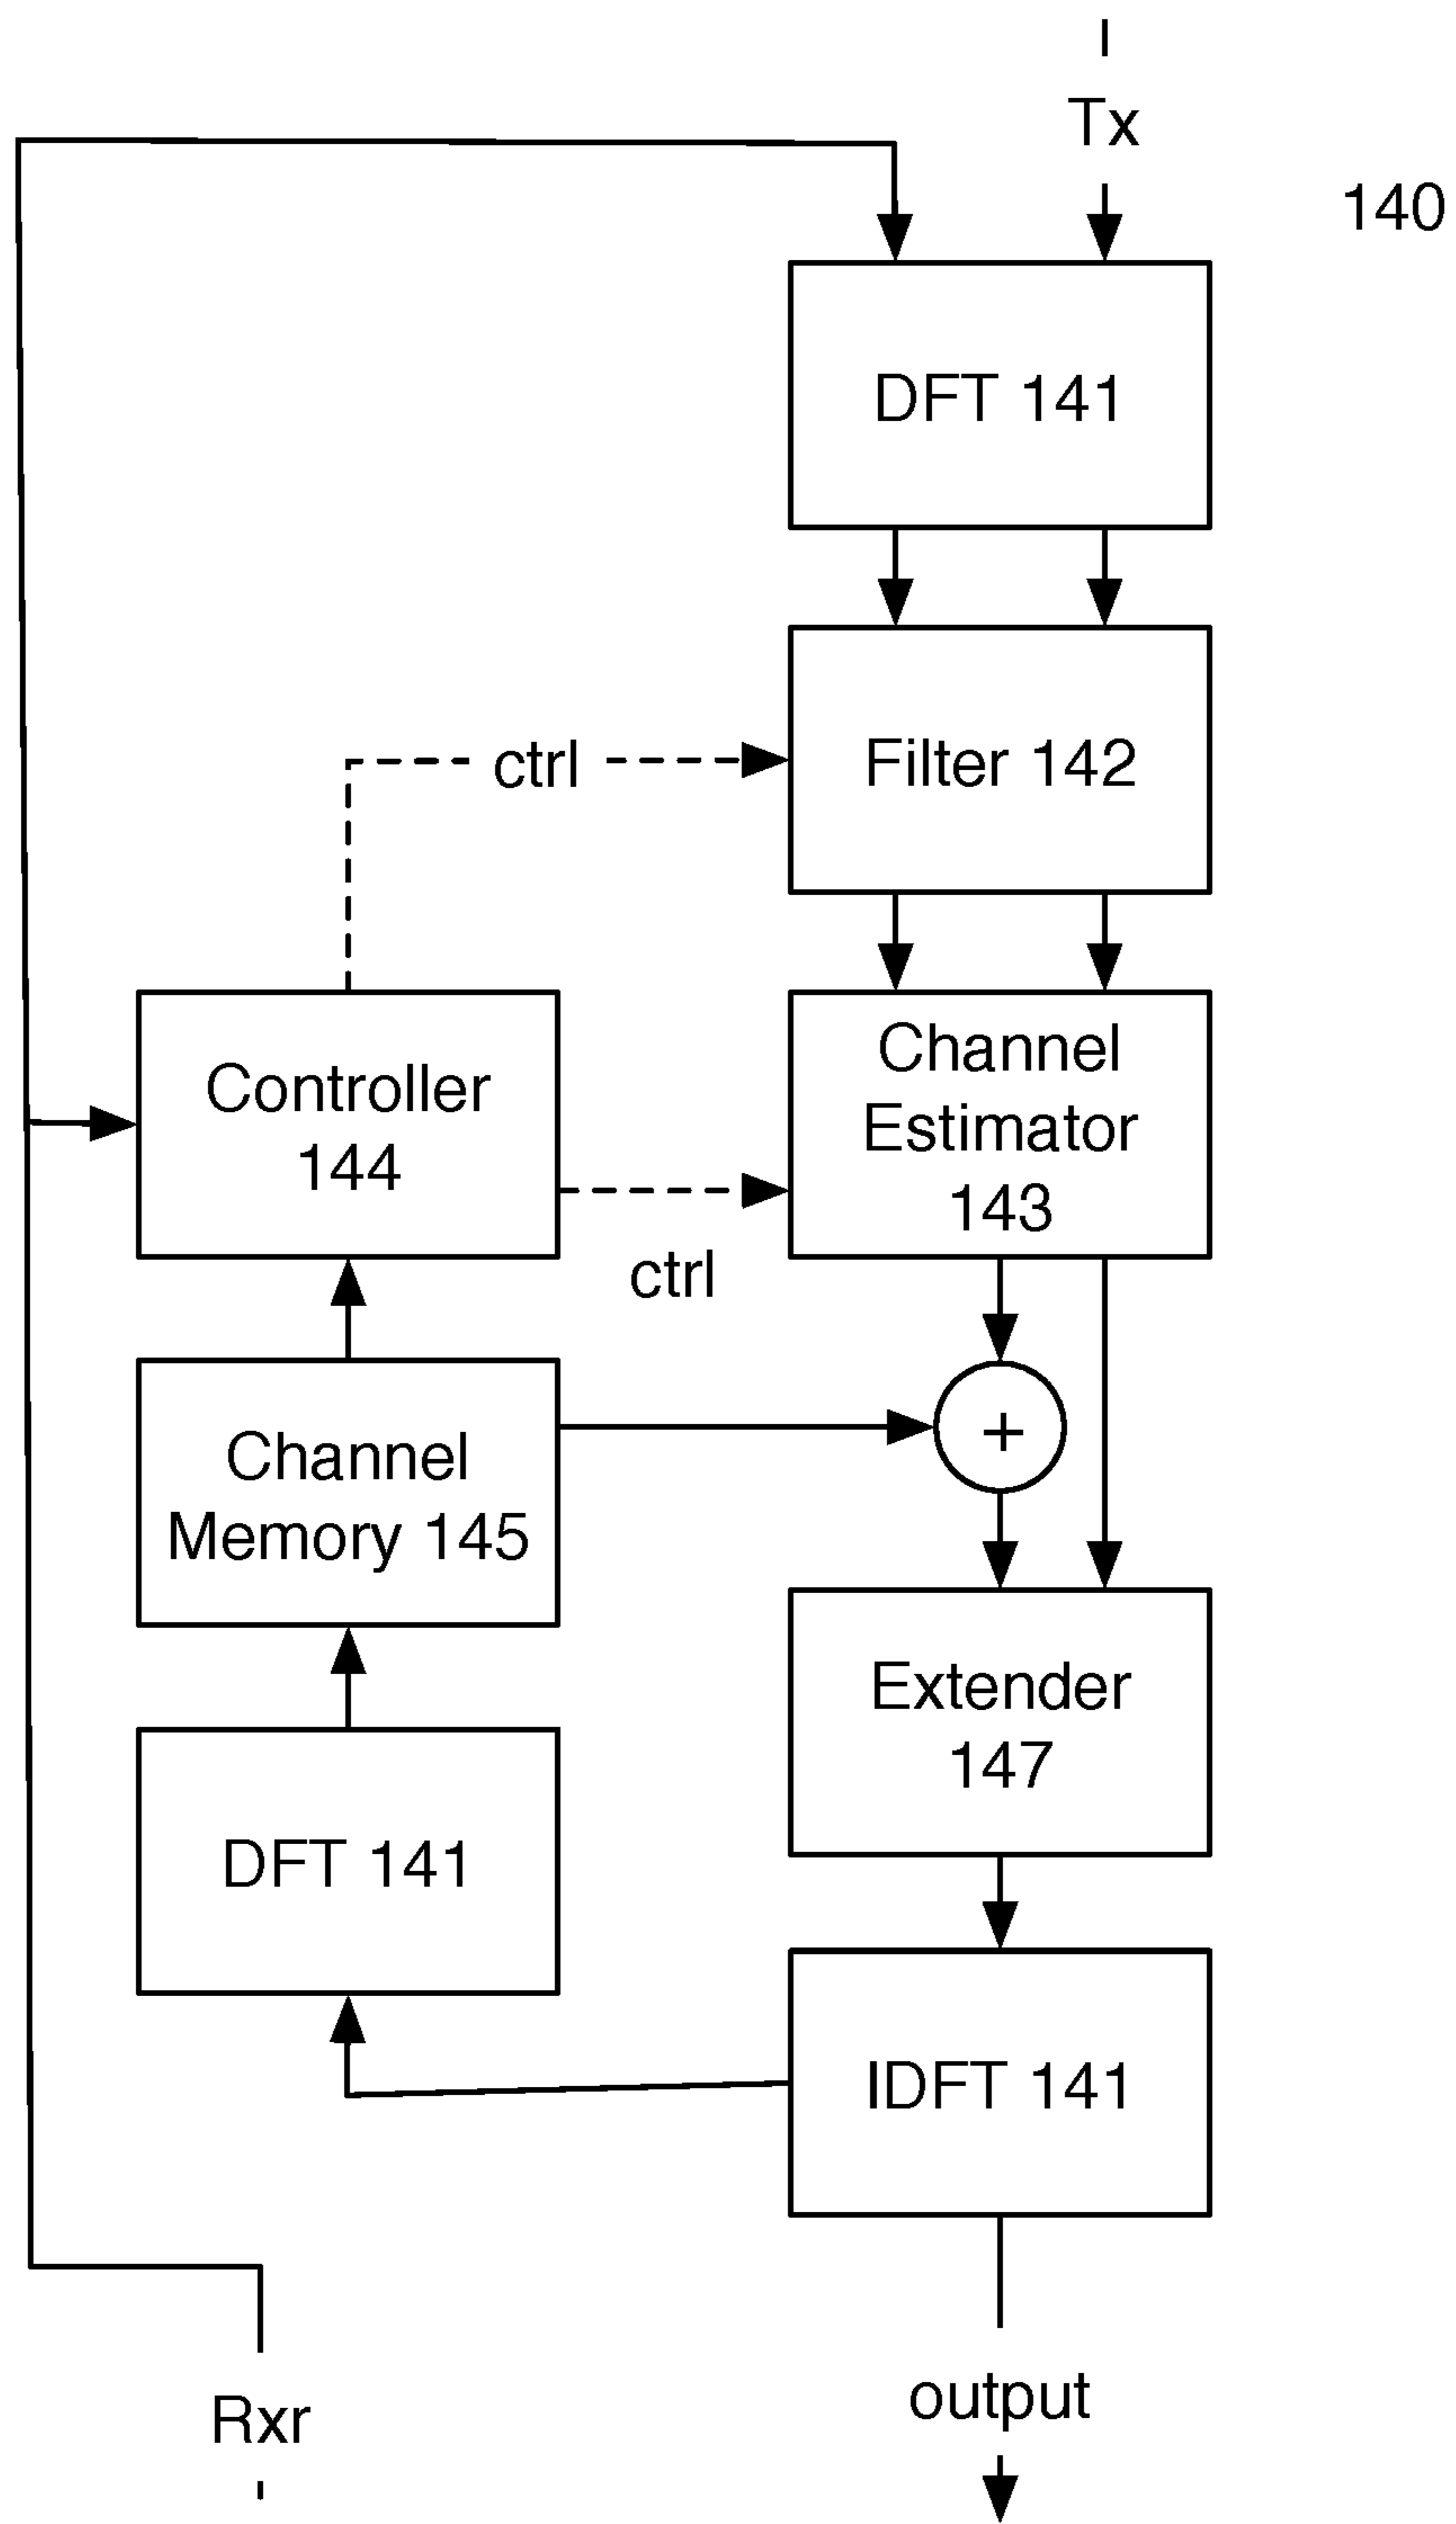 Tx
140
DFT 141
ctrl
Filter 142
Controller
144
Channel
Estimator
143
ctrl
Channel
Memory 145
+
Extender
147
DFT 141
IDFT 141
Rxr
output